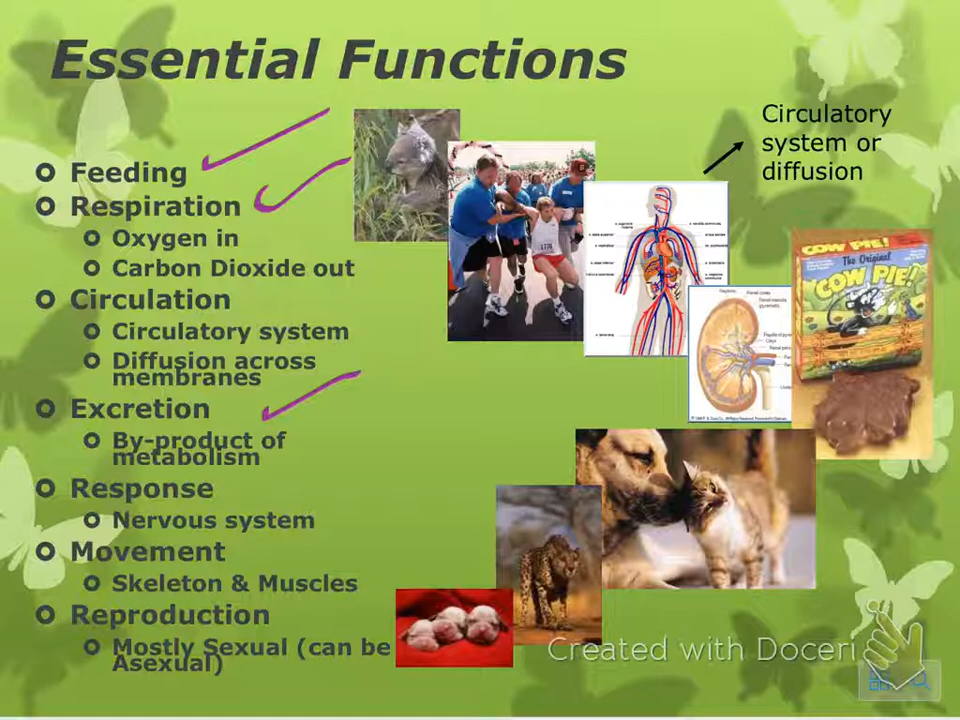 Essential Functions
Circulatory
system or
diffusion
Feeding
Respiration
Oxygen in
Carbon Dioxide out
Circulation
Circulatory system
Diffusion across
membranes
Excretion
By-product of
metabolism
Response
Nervous system
Movement
Skeleton & Muscles
Reproduction
Mostly Sexual (can be
Asexual)
COW PIE!
The Original
COW PIE!
Created with Doceri